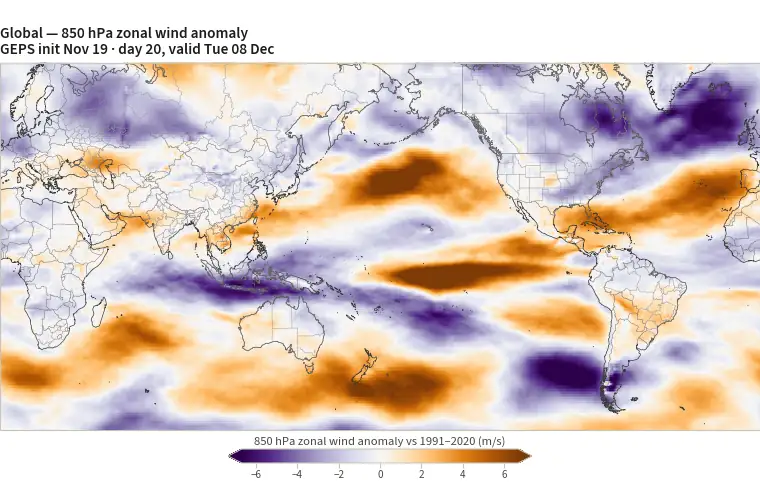 Global — 850 hPa zonal wind anomaly
GEPS init Nov 19 · day 20, valid Tue 08 Dec
850 hPa zonal wind anomaly vs 1991–2020 (m/s)
−6 −4 −2 0 2 4 6